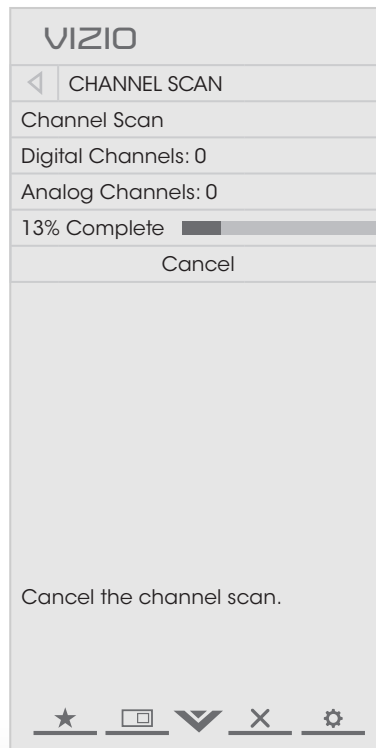 VIZIO
CHANNEL SCAN
Channel Scan
Digital Channels: 0
Analog Channels: 0
13% Complete
Cancel
Cancel the channel scan.